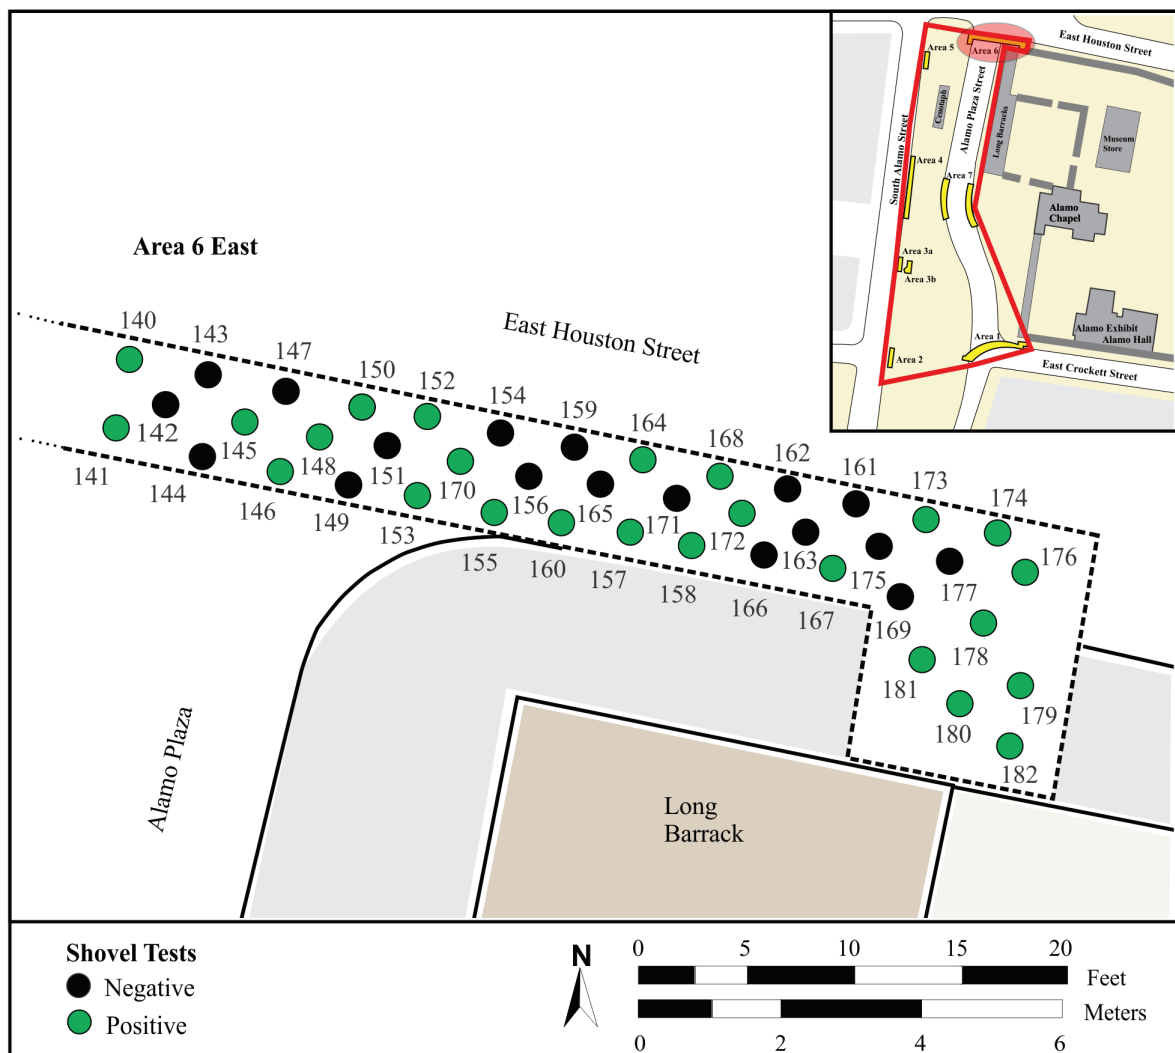 East Houston Street
Area 6
Area 5
Alamo Plaza Street
Cenotaph
Long Barracks
Museum
Store
South Alamo Street
Area 4
Area 7
Alamo
Chapel
Area 3a
Area 3b
Alamo Exhibit
Alamo Hall
Area 1
Area 2
East Crockett Street
Area 6 East
East Houston Street
140
143
147
150
152
154
159
164
168
162
161
173
174
142
145
148
151
170
156
165
171
172
163
175
177
176
141
144
146
149
153
155
160
157
158
166
167
169
178
181
179
180
182
Alamo Plaza
Long
Barrack
Shovel Tests
Negative
Positive
N
0 5 10 15 20
Feet
Meters
0 2 4 6